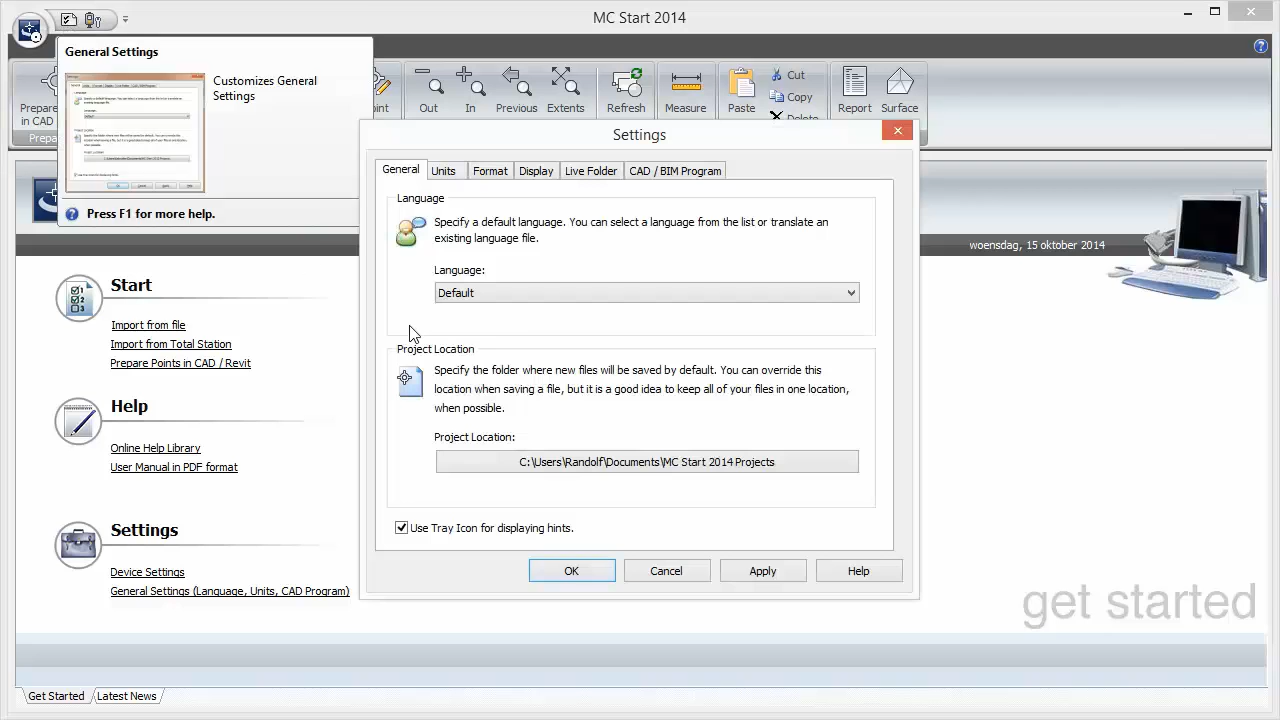 MC Start 2014
General Settings
Customizes General
Settings
Press F1 for more help.
Prepare
in CAD
Out
In
Previous
Extents
Refresh
Measure
Paste
Cut
Copy
Report
Surface
Settings
General
Units
Format
Display
Live Folder
CAD / BIM Program
Language
Specify a default language. You can select a language from the list or translate an
existing language file.
Language:
Default
Project Location
Specify the folder where new files will be saved by default. You can override this
location when saving a file, but it is a good idea to keep all of your files in one location,
when possible.
Project Location:
C:\Users\Randolf\Documents\MC Start 2014 Projects
Use Tray Icon for displaying hints.
OK
Cancel
Apply
Help
woensdag, 15 oktober 2014
Start
Import from file
Import from Total Station
Prepare Points in CAD / Revit
Help
Online Help Library
User Manual in PDF format
Settings
Device Settings
General Settings (Language, Units, CAD Program)
get started
Get Started
Latest News